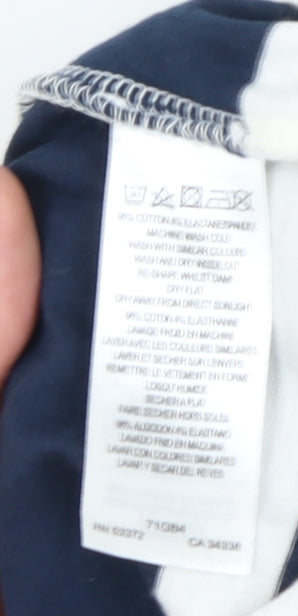 96% COTTON 4% ELASTANE/SPANDEX
MACHINE WASH COLD
WASH WITH SIMILAR COLOURS
WASH AND DRY INSIDE OUT
RE-SHAPE WHILST DAMP
DRY FLAT
DRY AWAY FROM DIRECT SUNLIGHT
96% COTON 4% ELASTHANNE
LAVAGE FROID EN MACHINE
LAVER AVEC LES COULEURS SIMILAIRES
LAVER ET SECHER SUR L'ENVERS
REMETTRE LE VETEMENT EN FORME
LORSQU HUMIDE
SECHER A PLAT
FAIRE SECHER HORS SOLEIL
96% ALGODON 4% ELASTANO
LAVADO FRIO EN MAQUINA
LAVAR CON COLORES SIMILARES
LAVAR Y SECAR DEL REVES
71GB4
RN 53372 CA 34336